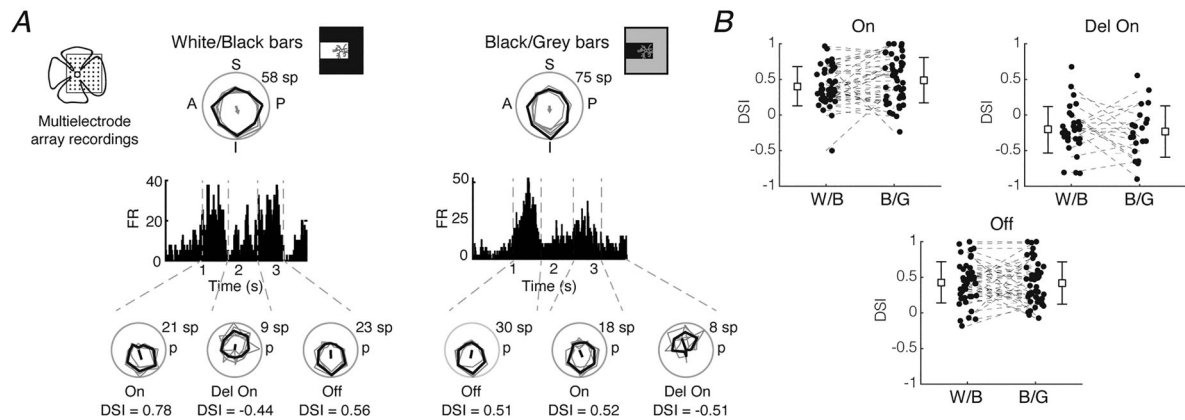 A
White/Black bars
Black/Grey bars
Multielectrode
array recordings
S
58 sp
A
P
I
S
75 sp
A
P
I
FR
40
20
0
1 2 3
Time (s)
FR
50
25
0
1 2 3
Time (s)
21 sp
9 sp
23 sp
p
On
Del On
Off
DSI = 0.78
DSI = -0.44
DSI = 0.56
30 sp
18 sp
8 sp
p
Off
On
Del On
DSI = 0.51
DSI = 0.52
DSI = -0.51
B
On
DSI
1
0.5
0
-0.5
-1
W/B B/G
Del On
DSI
1
0.5
0
-0.5
-1
W/B B/G
Off
DSI
1
0.5
0
-0.5
-1
W/B B/G